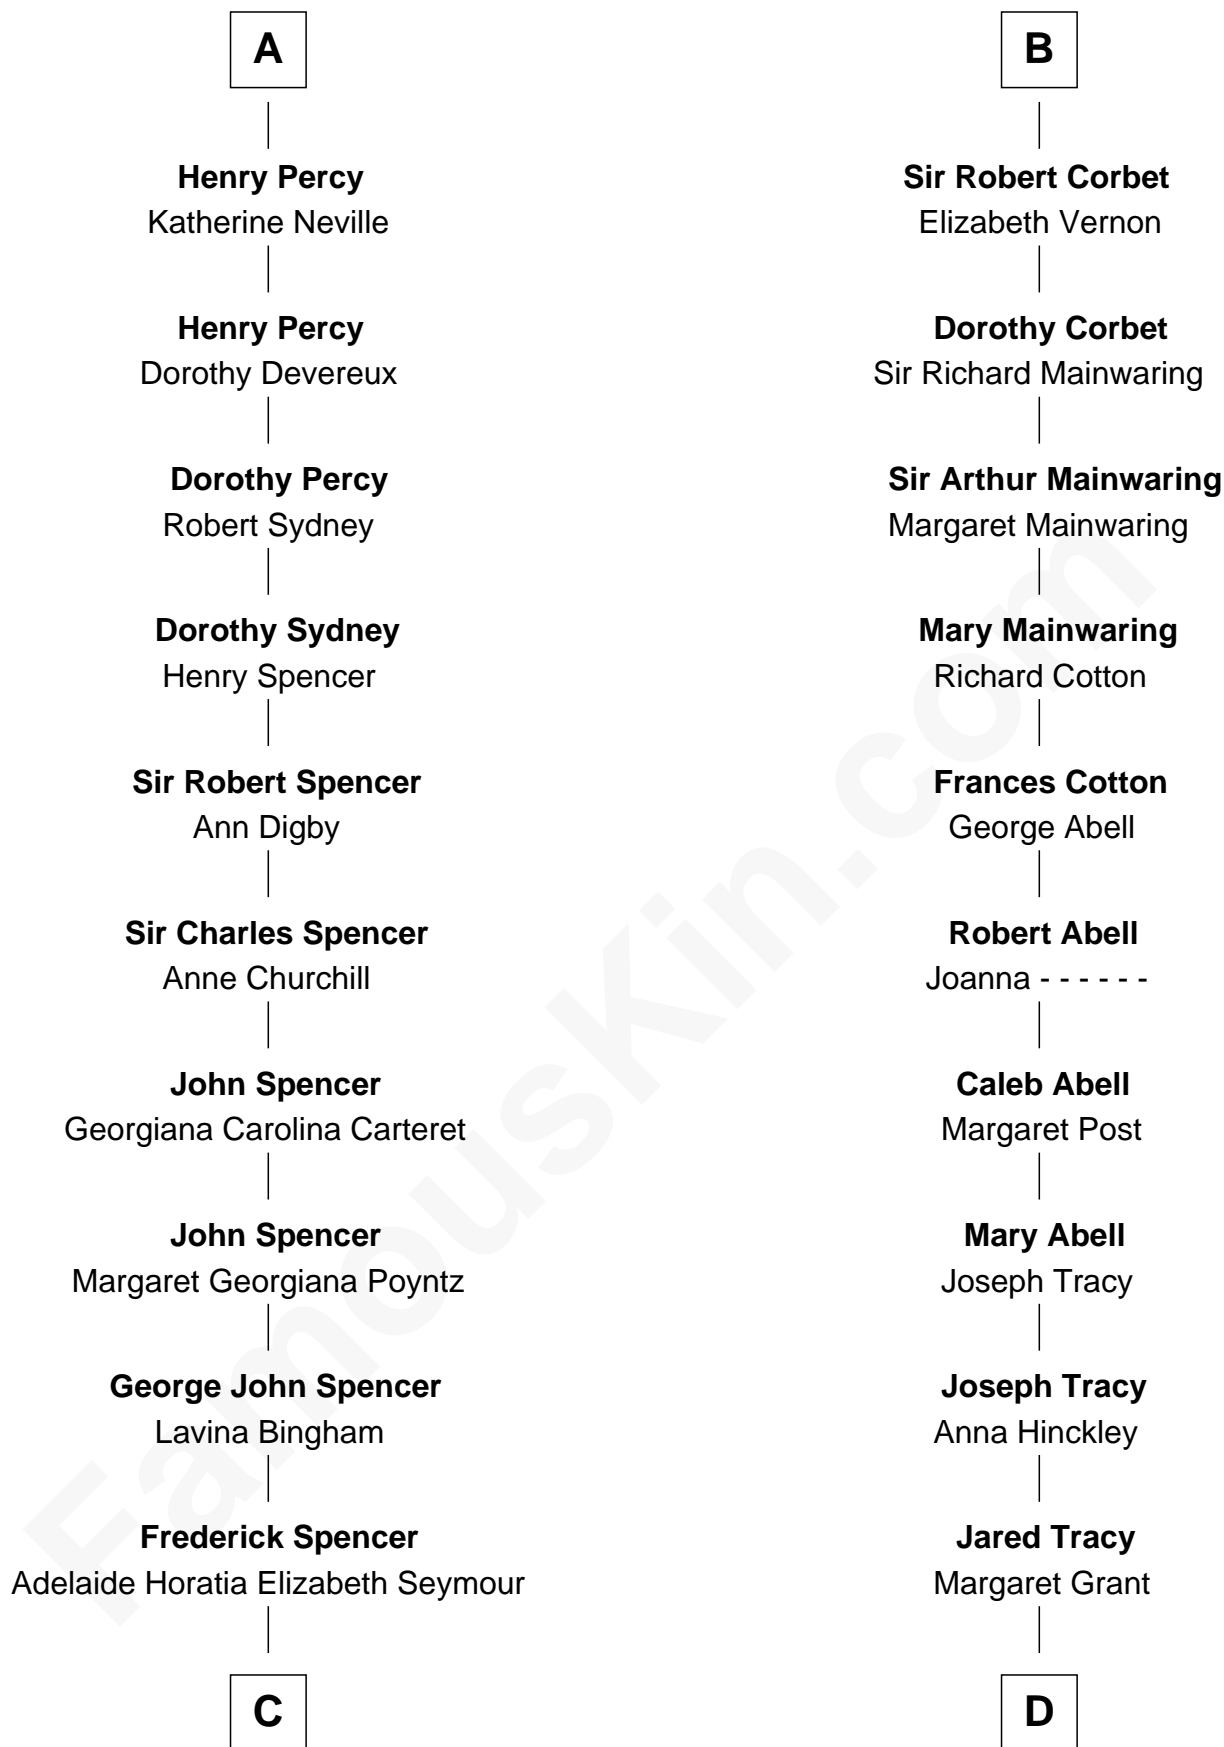 A
Henry Percy
Katherine Neville
Henry Percy
Dorothy Devereux
Dorothy Percy
Robert Sydney
Dorothy Sydney
Henry Spencer
Sir Robert Spencer
Ann Digby
Sir Charles Spencer
Anne Churchill
John Spencer
Georgiana Carolina Carteret
John Spencer
Margaret Georgiana Poyntz
George John Spencer
Lavina Bingham
Frederick Spencer
Adelaide Horatia Elizabeth Seymour
C
B
Sir Robert Corbet
Elizabeth Vernon
Dorothy Corbet
Sir Richard Mainwaring
Sir Arthur Mainwaring
Margaret Mainwaring
Mary Mainwaring
Richard Cotton
Frances Cotton
George Abell
Robert Abell
Joanna - - - - - -
Caleb Abell
Margaret Post
Mary Abell
Joseph Tracy
Joseph Tracy
Anna Hinckley
Jared Tracy
Margaret Grant
D
FamousKin.com